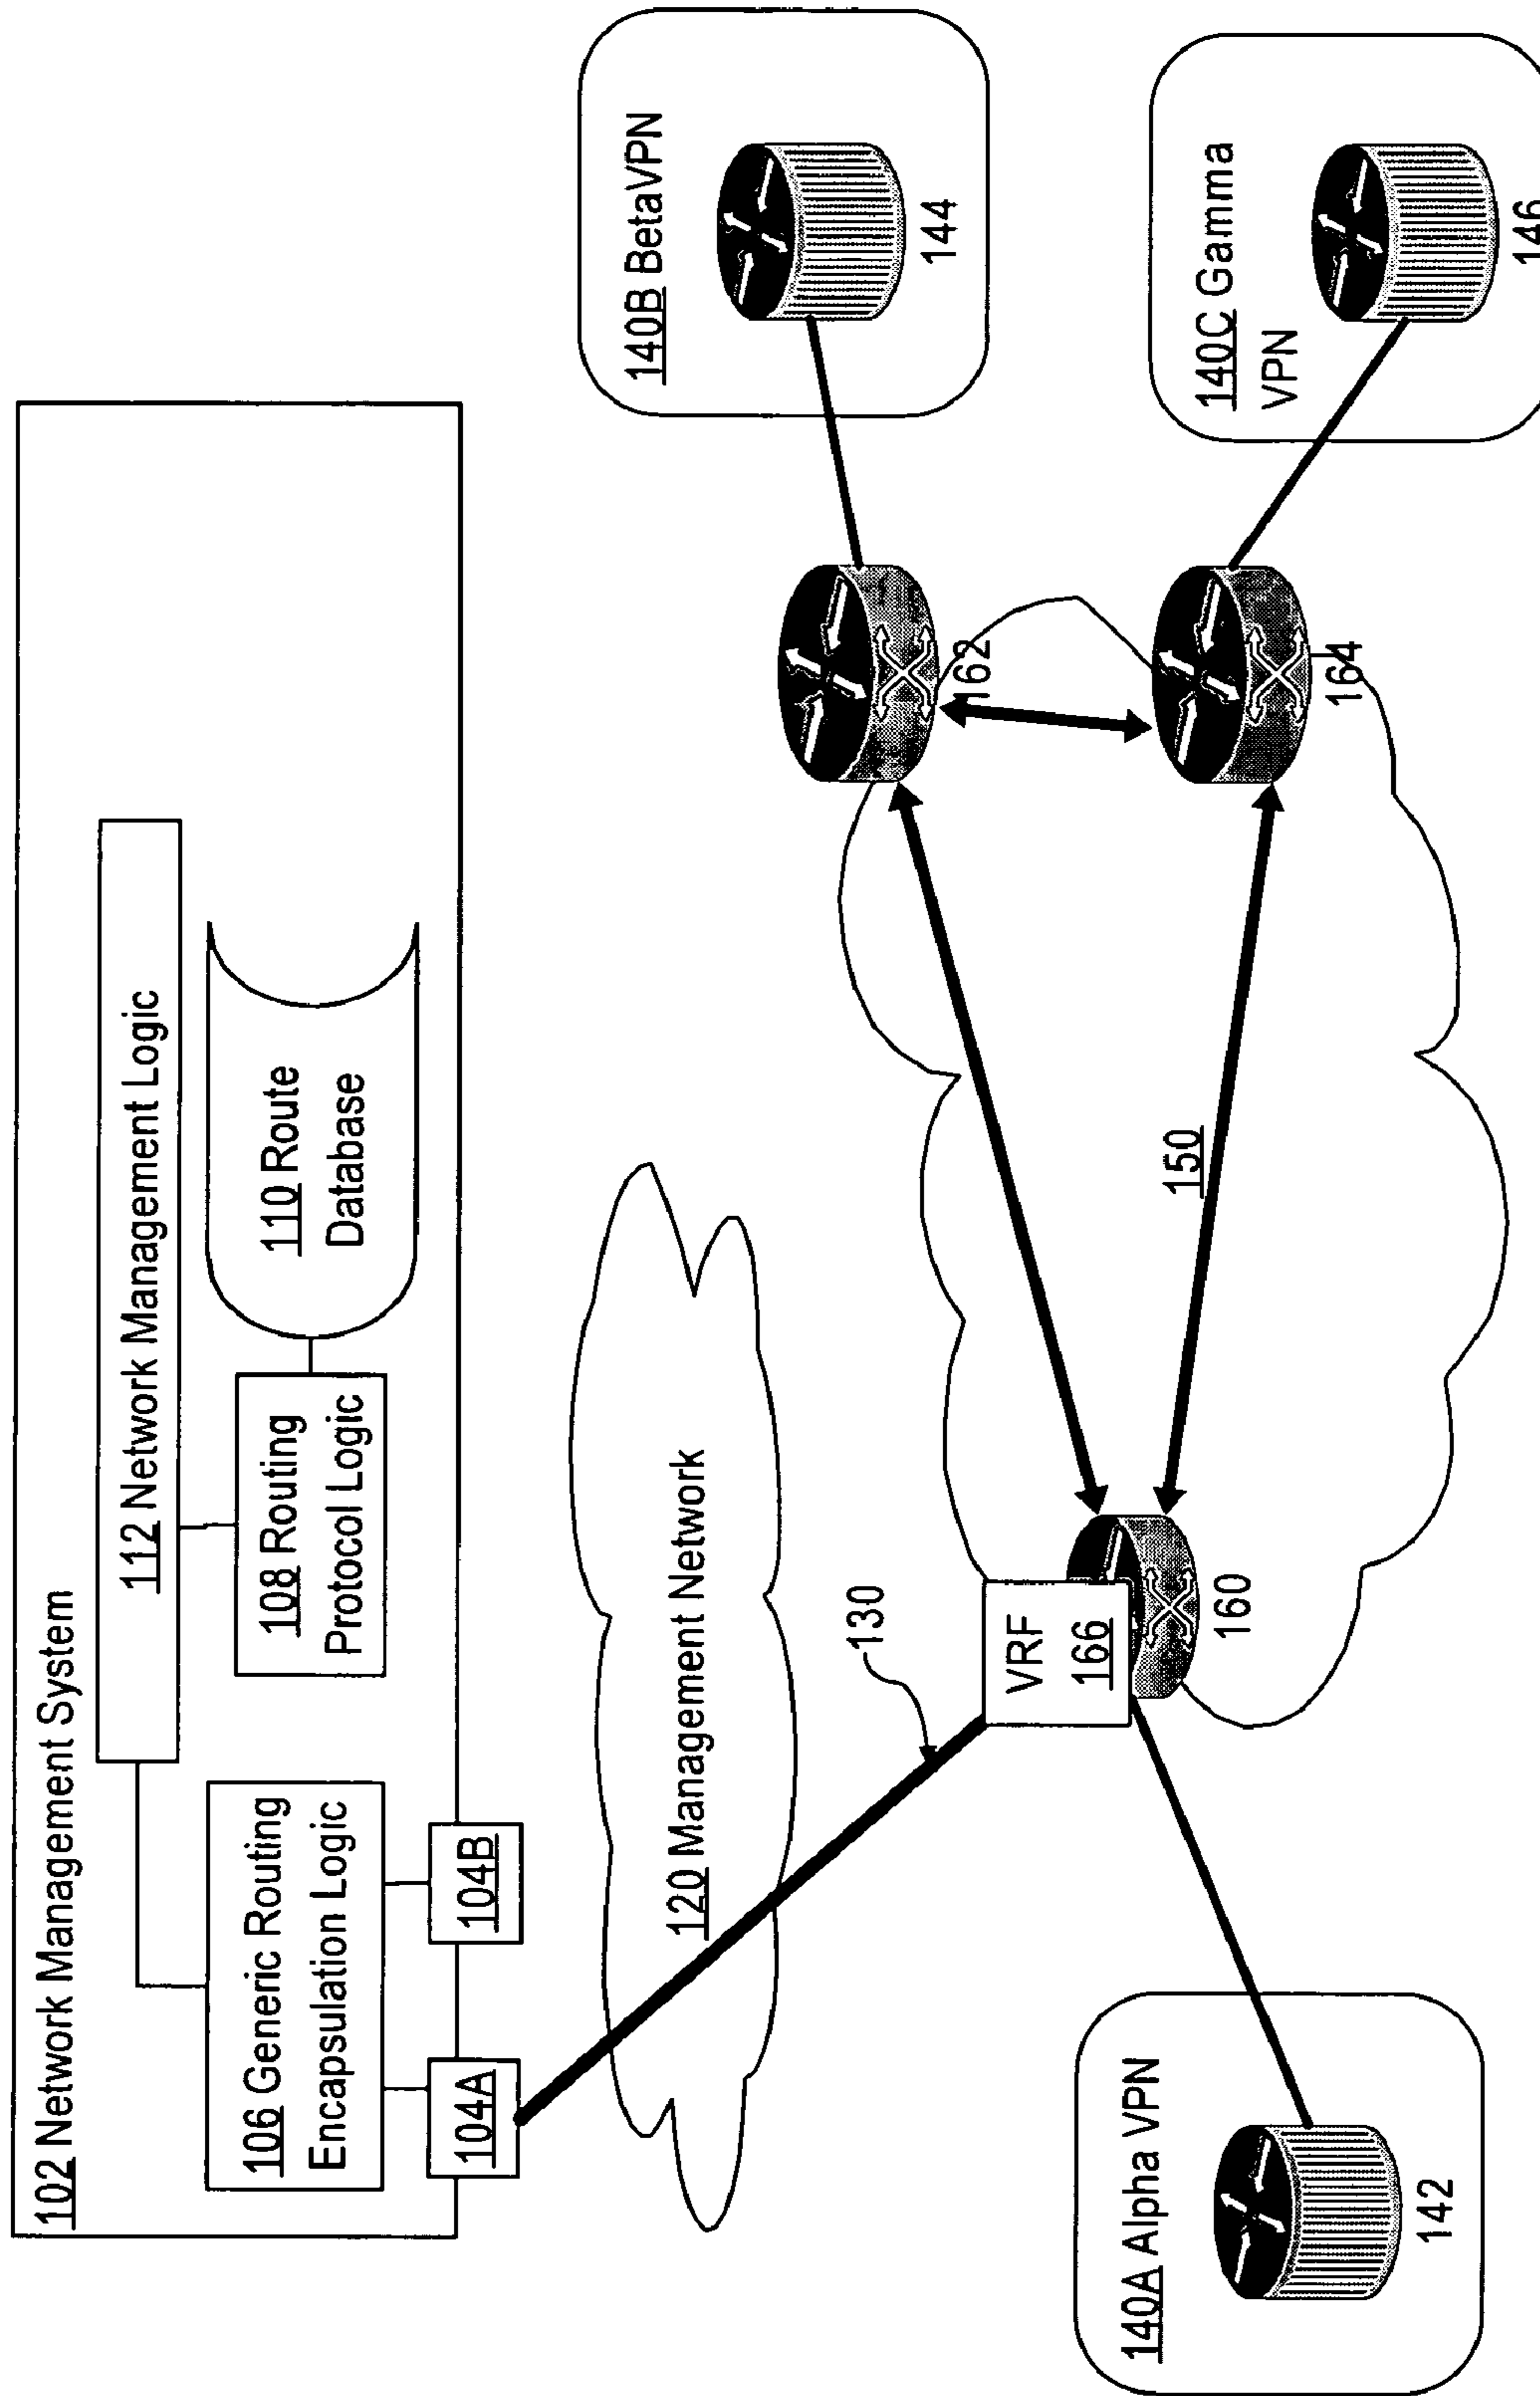 102 Network Management System
112 Network Management Logic
106 Generic Routing
Encapsulation Logic
108 Routing
Protocol Logic
110 Route
Database
104A
104B
120 Management Network
130
VRF
166
160
150
162
164
140A Alpha VPN
142
140B BetaVPN
144
140C Gamma
VPN
146